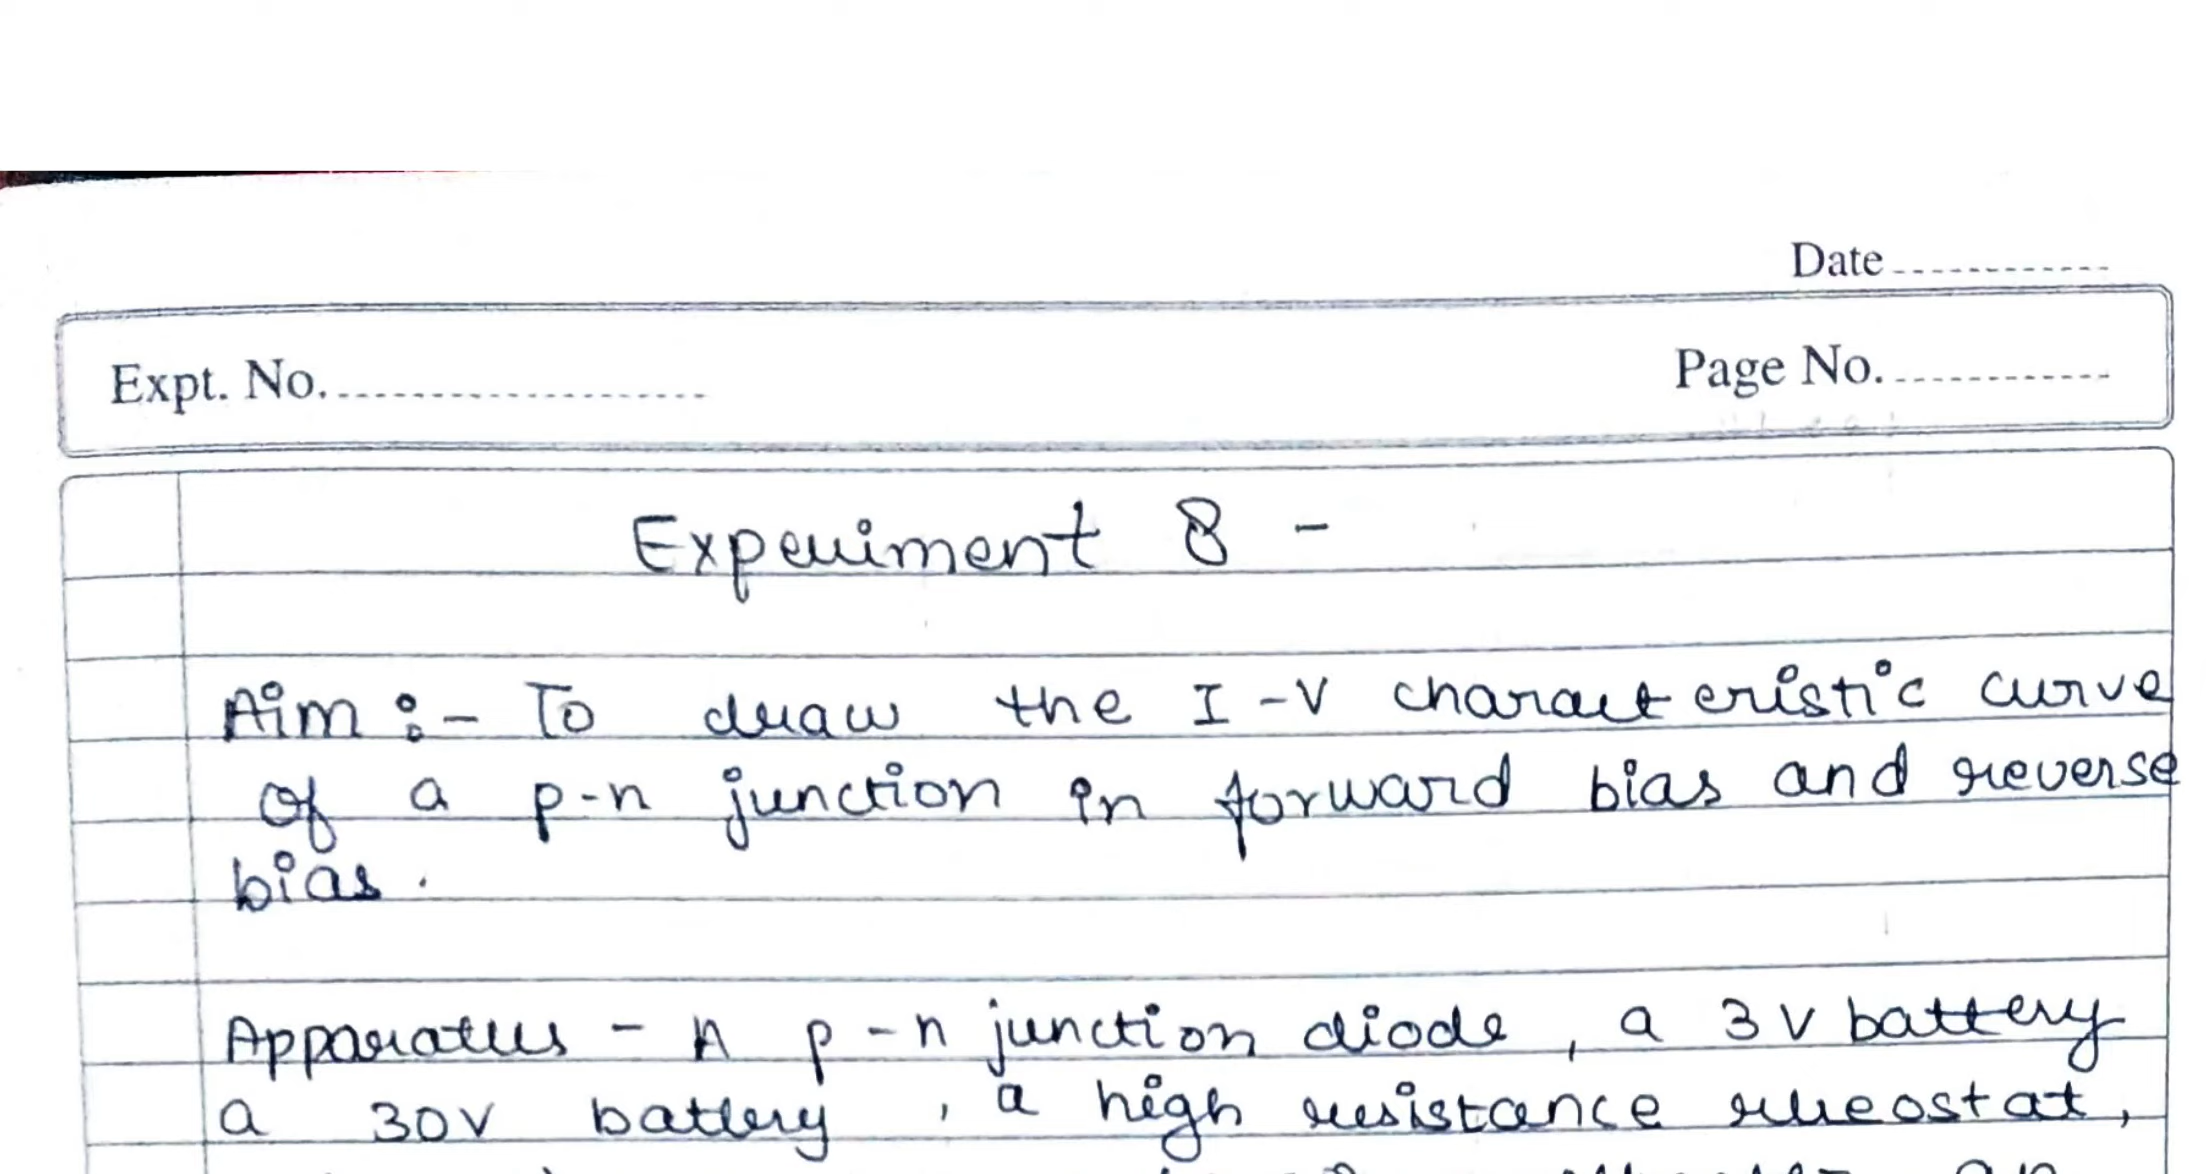 Date
Expt. No.
Page No.
Experiment 8 -
Aim :- To draw the I-V characteristic curve
of a p-n junction in forward bias and reverse
bias.
Apparatus - A p-n junction diode, a 3V battery
a 30V battery, a high resistance rheostat,